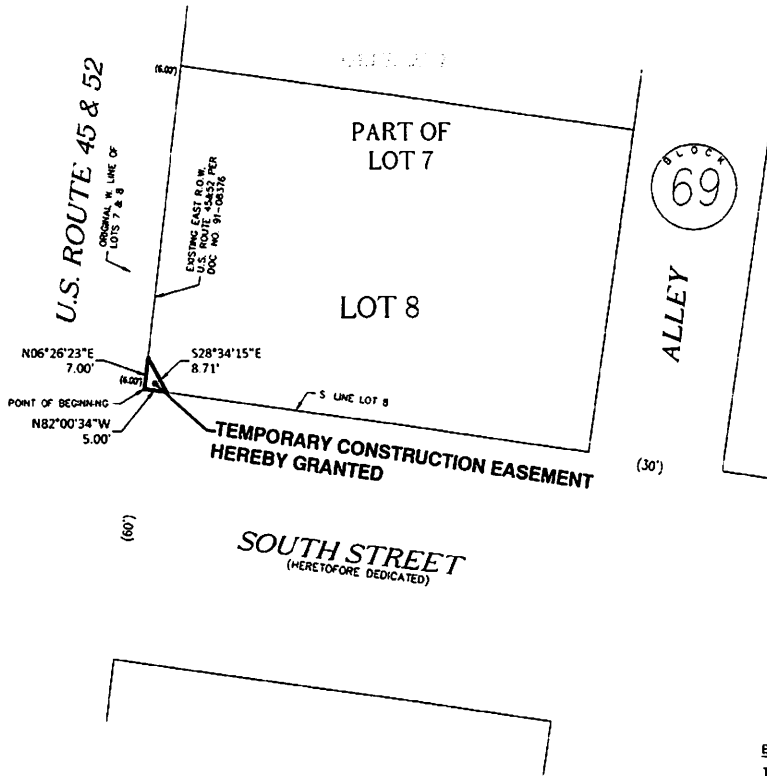 U.S. ROUTE 45 & 52
ORIGINAL W. LINE OF
LOTS 7 & 8
(6.00')
EXISTING EAST R.O.W.
U.S. ROUTE 45&52 PER
DOC NO. 91-08376
PART OF
LOT 7
BLOCK
69
LOT 8
ALLEY
N06°26'23"E
7.00'
S28°34'15"E
8.71'
(6.00')
POINT OF BEGINNING
N82°00'34"W
5.00'
S LINE LOT 8
TEMPORARY CONSTRUCTION EASEMENT
HEREBY GRANTED
(30')
(60')
SOUTH STREET
(HERETOFORE DEDICATED)